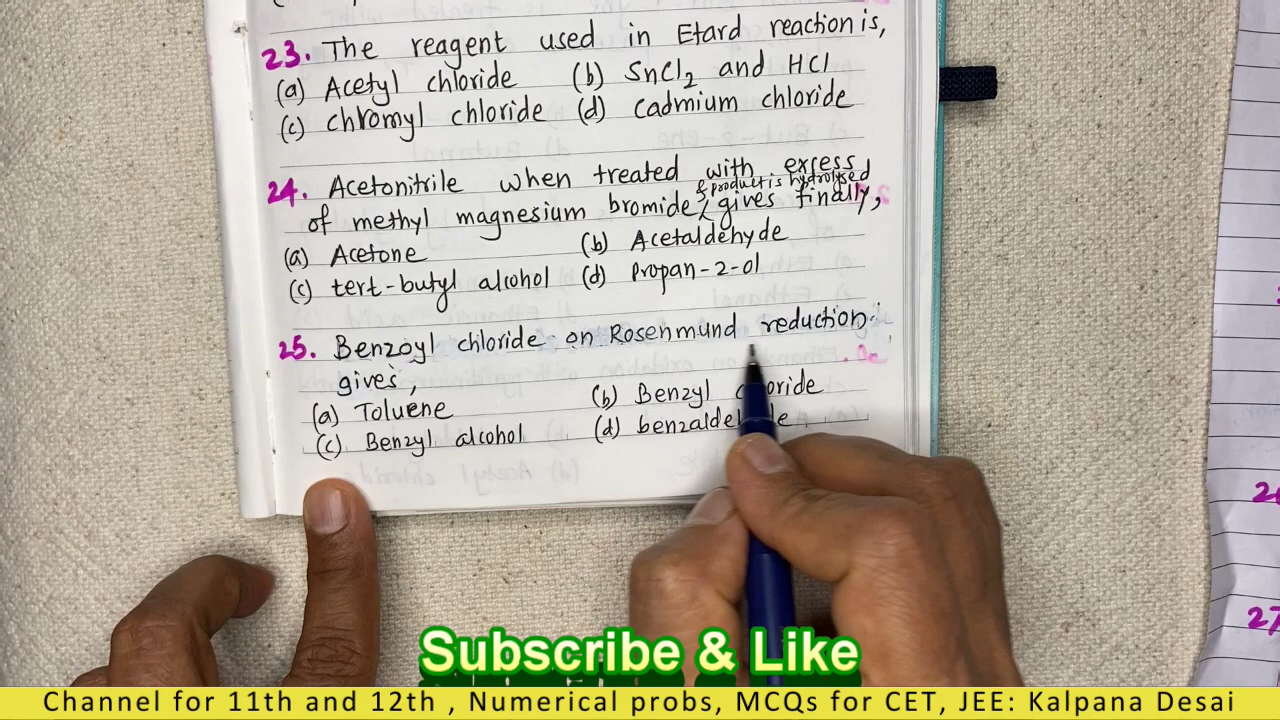 23. The reagent used in Etard reaction is,
(a) Acetyl chloride (b) SnCl₂ and HCl
(c) chromyl chloride (d) cadmium chloride
24. Acetonitrile when treated with excess
& product is hydrolysed
of methyl magnesium bromide, gives finally,
(a) Acetone (b) Acetaldehyde
(c) tert-butyl alcohol (d) Propan-2-ol
25. Benzoyl chloride on Rosenmund reduction
gives,
(a) Toluene (b) Benzyl chloride
(c) Benzyl alcohol (d) benzaldehyde
27
Subscribe & Like
Channel for 11th and 12th , Numerical probs, MCQs for CET, JEE: Kalpana Desai